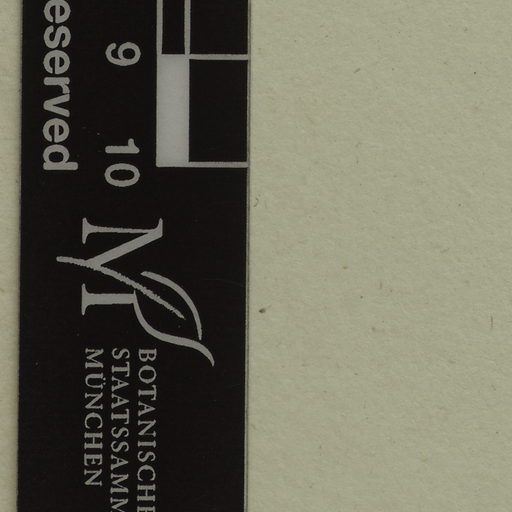 eserved
9 10
BOTANISCHE
STAATSSAMM
MÜNCHEN